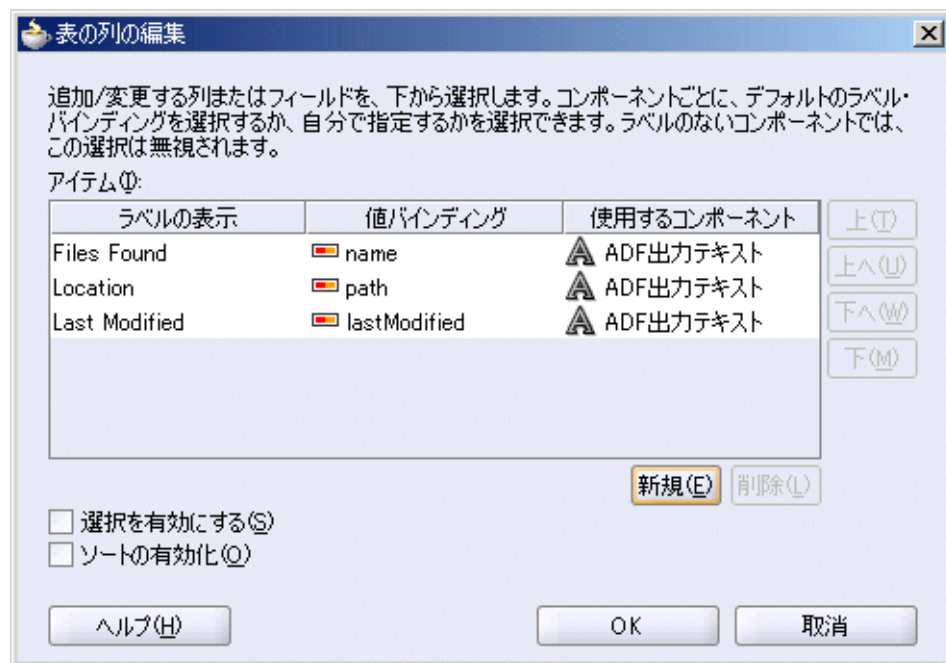 表の列の編集
追加/変更する列またはフィールドを、下から選択します。コンポーネントごとに、デフォルトのラベル・
バインディングを選択するか、自分で指定するかを選択できます。ラベルのないコンポーネントでは、
この選択は無視されます。
アイテム(I):
ラベルの表示 値バインディング 使用するコンポーネント
Files Found name ADF出力テキスト
Location path ADF出力テキスト
Last Modified lastModified ADF出力テキスト
上(T)
上へ(U)
下へ(W)
下(M)
新規(E) 削除(L)
選択を有効にする(S)
ソートの有効化(O)
ヘルプ(H) OK 取消